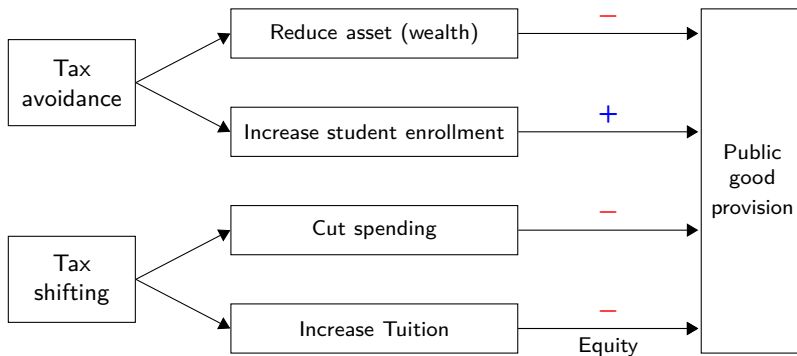 Tax
avoidance
Reduce asset (wealth)
−
Increase student enrollment
+
Tax
shifting
Cut spending
−
Increase Tuition
−
Equity
Public
good
provision